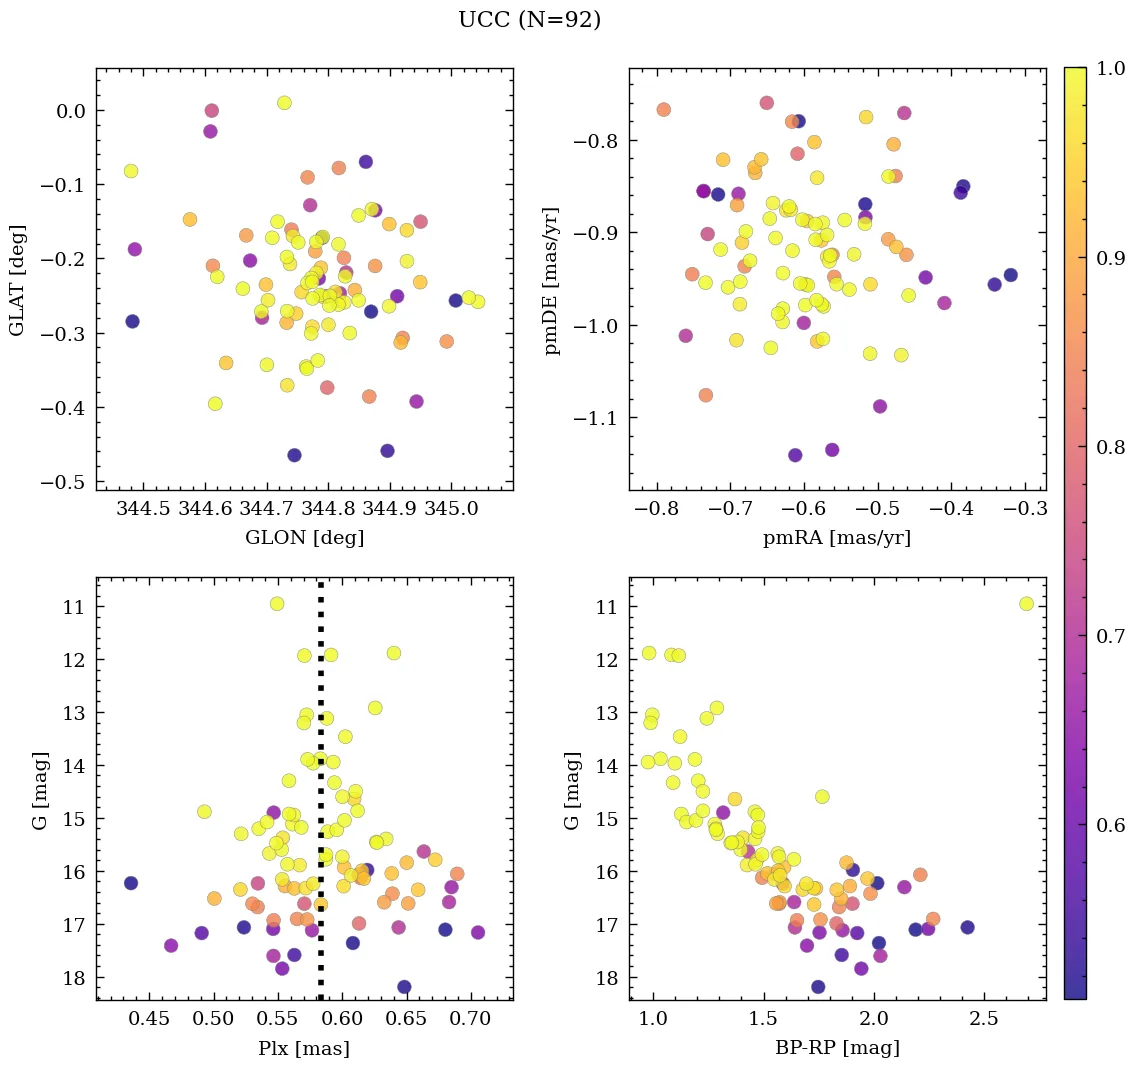 UCC (N=92)
0.0
−0.1
−0.2
−0.3
−0.4
−0.5
GLAT [deg]
344.5 344.6 344.7 344.8 344.9 345.0
GLON [deg]
−0.8
−0.9
−1.0
−1.1
pmDE [mas/yr]
−0.8 −0.7 −0.6 −0.5 −0.4 −0.3
pmRA [mas/yr]
11
12
13
14
15
16
17
18
G [mag]
0.45 0.50 0.55 0.60 0.65 0.70
Plx [mas]
11
12
13
14
15
16
17
18
G [mag]
1.0 1.5 2.0 2.5
BP-RP [mag]
1.0
0.9
0.8
0.7
0.6